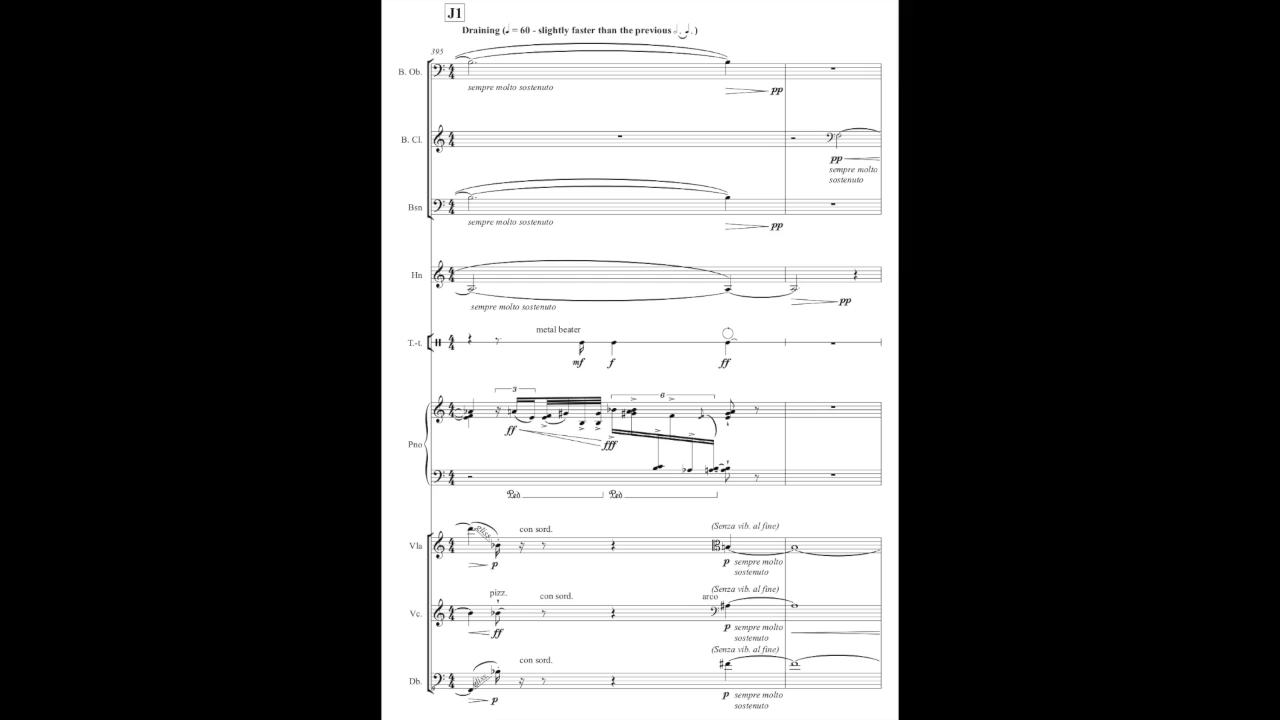 J1
Draining (♩ = 60 - slightly faster than the previous 𝅗𝅥. ♩. )
395
B. Ob.
sempre molto sostenuto
pp
B. Cl.
pp
sempre molto
sostenuto
Bsn
sempre molto sostenuto
pp
Hn
sempre molto sostenuto
pp
metal beater
T.-t.
mf f ff
3
6
ff
fff
Pno
Ped Ped
gliss.
con sord.
(Senza vib. al fine)
Vla
p
p sempre molto
sostenuto
pizz.
con sord.
arco
(Senza vib. al fine)
Vc.
ff
p sempre molto
sostenuto
(Senza vib. al fine)
con sord.
gliss.
Db.
p
p sempre molto
sostenuto